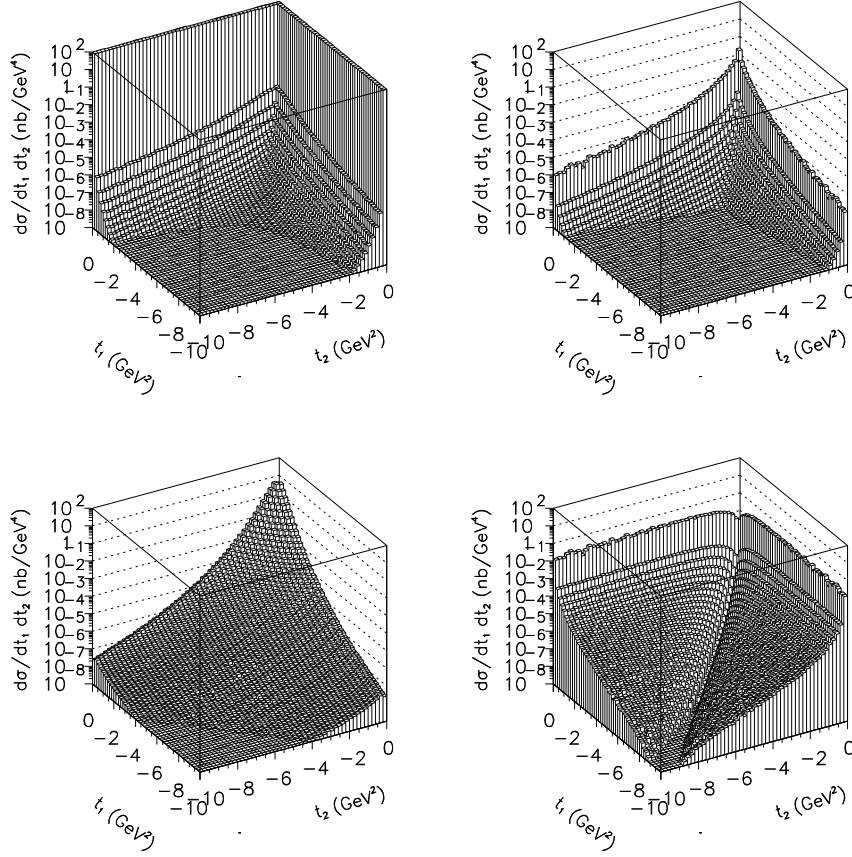 dσ/dt₁ dt₂ (nb/GeV⁴)
10²
10
1
10⁻¹
10⁻²
10⁻³
10⁻⁴
10⁻⁵
10⁻⁶
10⁻⁷
10⁻⁸
0 -2 -4 -6 -8 -10
t₁ (GeV²)
-10 -8 -6 -4 -2 0
t₂ (GeV²)
dσ/dt₁ dt₂ (nb/GeV⁴)
10²
10
1
10⁻¹
10⁻²
10⁻³
10⁻⁴
10⁻⁵
10⁻⁶
10⁻⁷
10⁻⁸
0 -2 -4 -6 -8 -10
t₁ (GeV²)
-10 -8 -6 -4 -2 0
t₂ (GeV²)
dσ/dt₁ dt₂ (nb/GeV⁴)
10²
10
1
10⁻¹
10⁻²
10⁻³
10⁻⁴
10⁻⁵
10⁻⁶
10⁻⁷
10⁻⁸
0 -2 -4 -6 -8 -10
t₁ (GeV²)
-10 -8 -6 -4 -2 0
t₂ (GeV²)
dσ/dt₁ dt₂ (nb/GeV⁴)
10²
10
1
10⁻¹
10⁻²
10⁻³
10⁻⁴
10⁻⁵
10⁻⁶
10⁻⁷
10⁻⁸
0 -2 -4 -6 -8 -10
t₁ (GeV²)
-10 -8 -6 -4 -2 0
t₂ (GeV²)